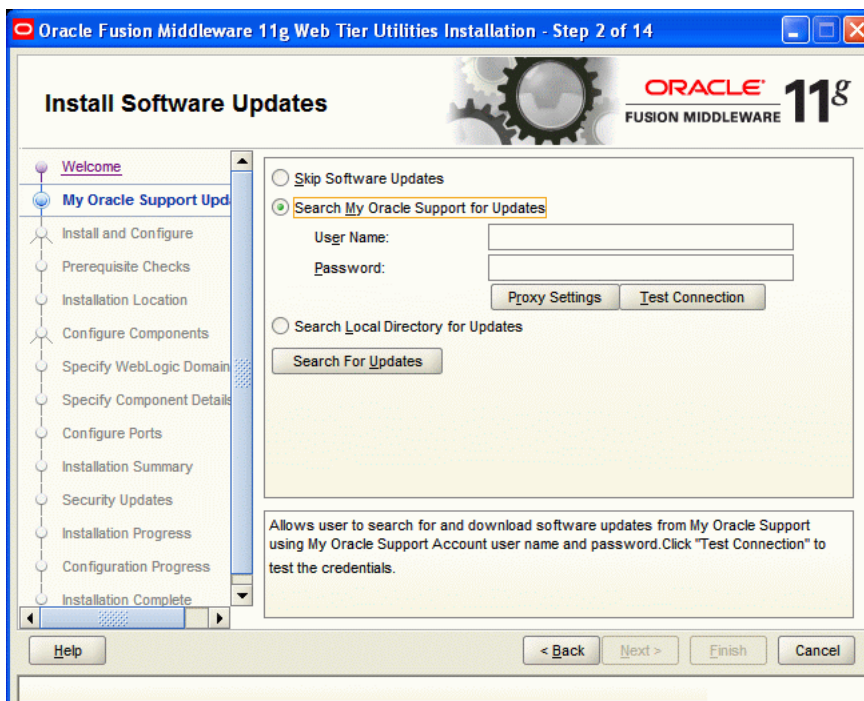 Oracle Fusion Middleware 11g Web Tier Utilities Installation - Step 2 of 14
Install Software Updates
ORACLE
FUSION MIDDLEWARE
11g
Welcome
My Oracle Support Upd
Install and Configure
Prerequisite Checks
Installation Location
Configure Components
Specify WebLogic Domain
Specify Component Details
Configure Ports
Installation Summary
Security Updates
Installation Progress
Configuration Progress
Installation Complete
Skip Software Updates
Search My Oracle Support for Updates
User Name:
Password:
Proxy Settings
Test Connection
Search Local Directory for Updates
Search For Updates
Allows user to search for and download software updates from My Oracle Support
using My Oracle Support Account user name and password.Click "Test Connection" to
test the credentials.
Help
< Back
Next >
Finish
Cancel